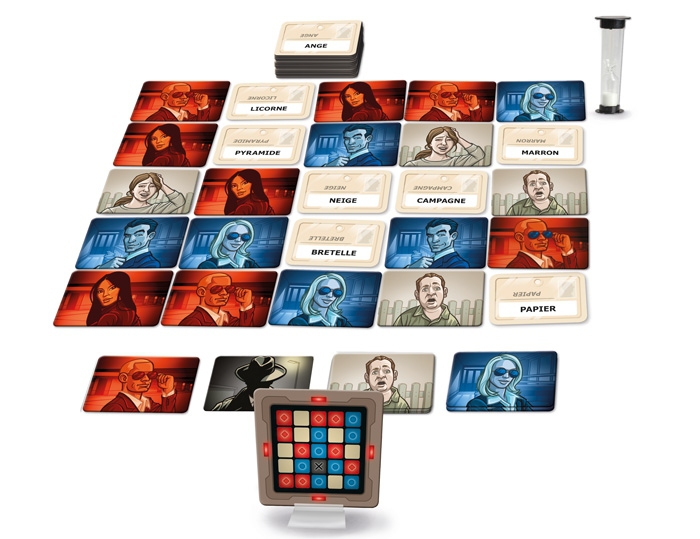 ANGE
ANGE
LICORNE
LICORNE
PYRAMIDE
PYRAMIDE
MARRON
MARRON
NEIGE
NEIGE
CAMPAGNE
CAMPAGNE
BRETELLE
BRETELLE
PAPIER
PAPIER